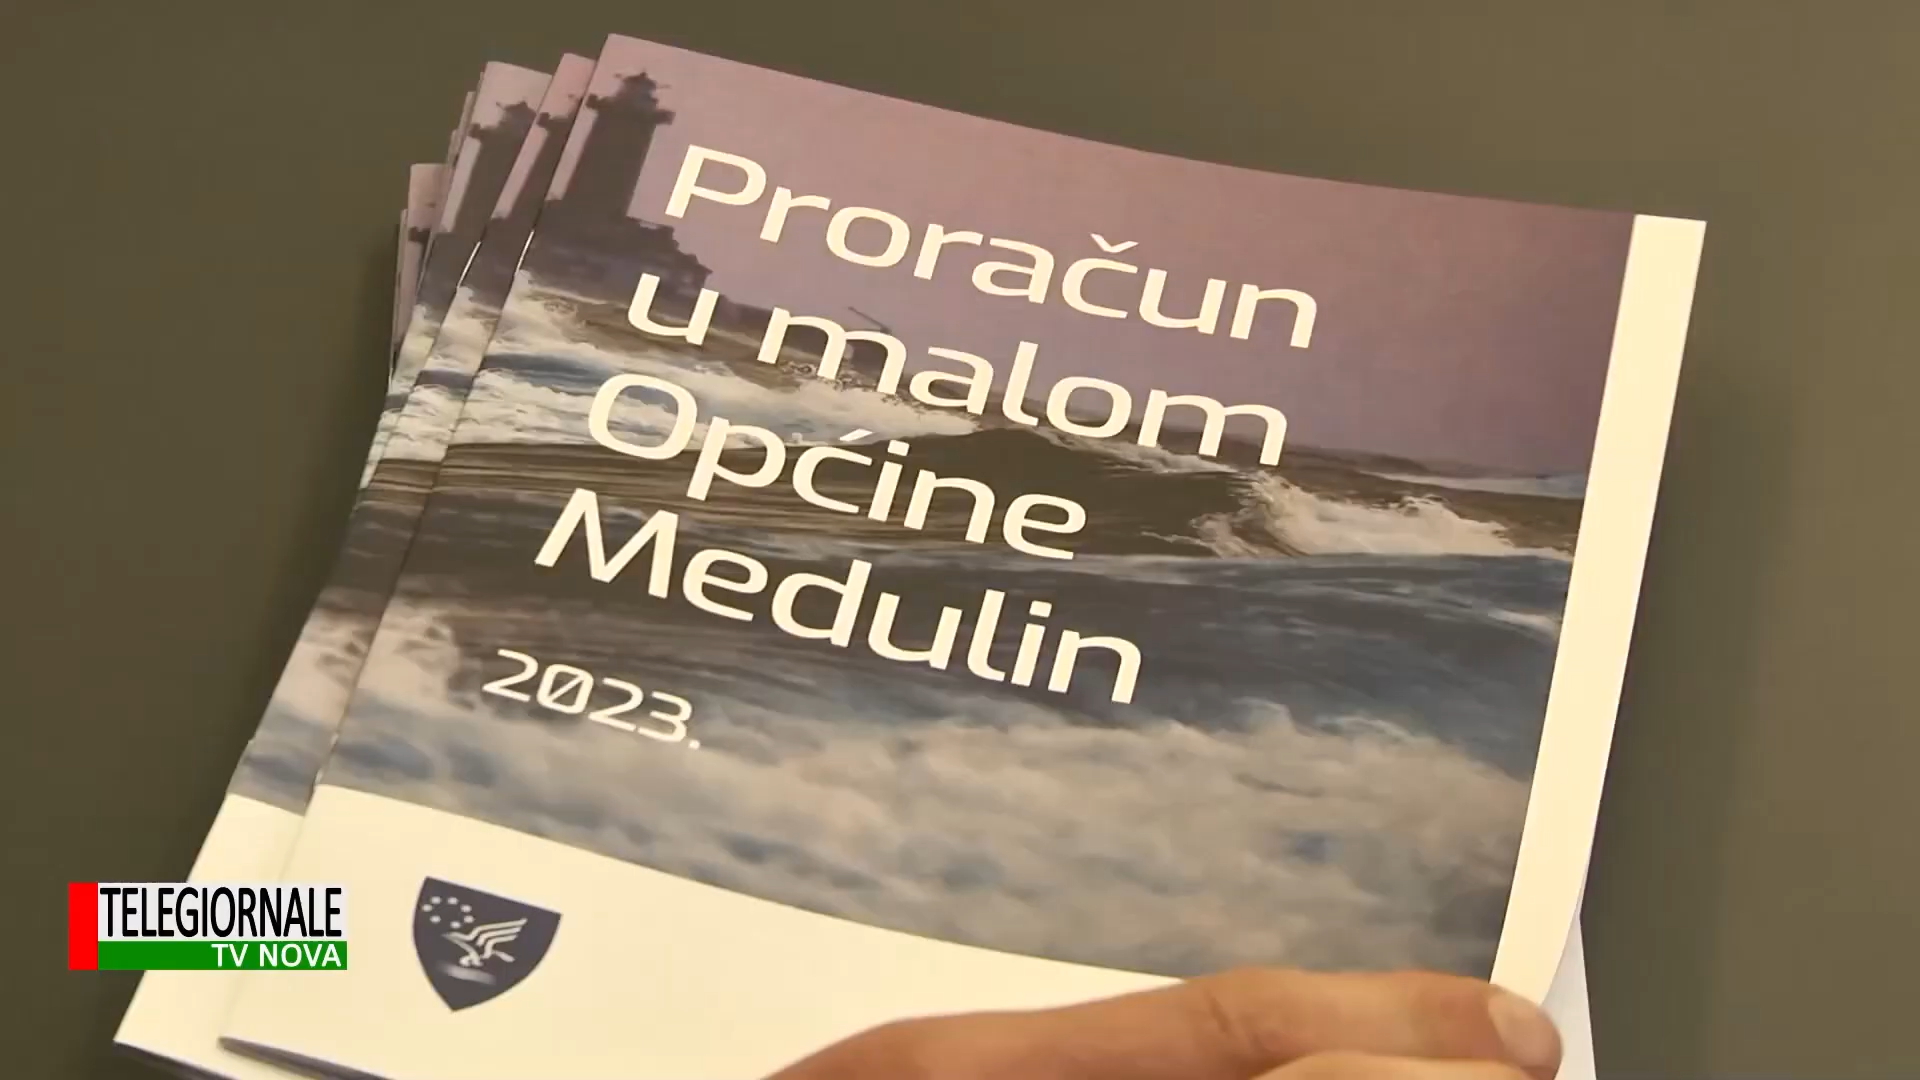 Proračun
u malom
Općine
Medulin
2023.
TELEGIORNALE
TV NOVA